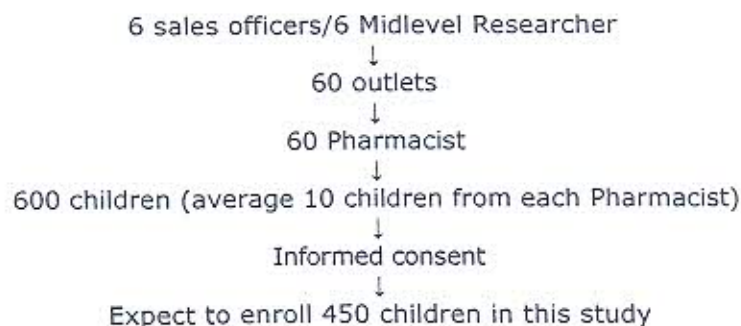 6 sales officers/6 Midlevel Researcher
↓
60 outlets
↓
60 Pharmacist
↓
600 children (average 10 children from each Pharmacist)
↓
Informed consent
↓
Expect to enroll 450 children in this study